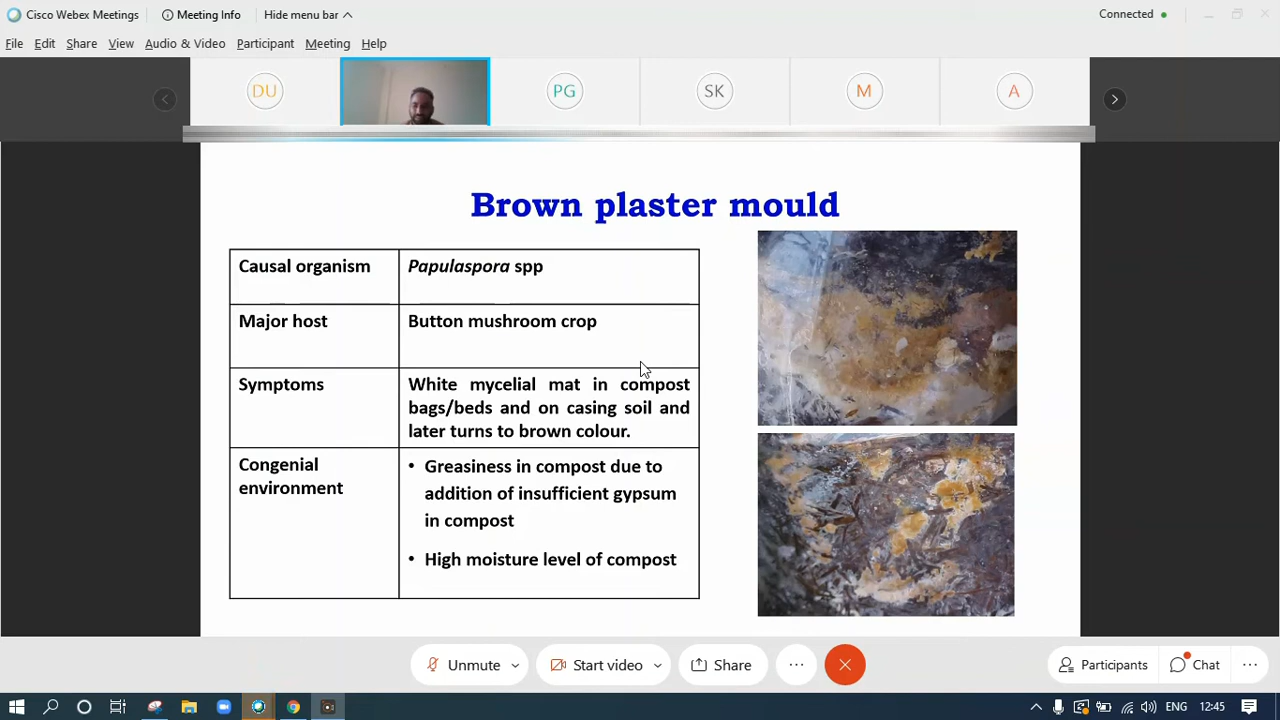 Cisco Webex Meetings Meeting Info Hide menu bar Connected
File Edit Share View Audio & Video Participant Meeting Help
DU PG SK M A
Brown plaster mould
Causal organism Papulaspora spp
Major host Button mushroom crop
Symptoms White mycelial mat in compost
bags/beds and on casing soil and
later turns to brown colour.
Congenial Greasiness in compost due to
environment addition of insufficient gypsum
in compost
High moisture level of compost
Unmute Start video Share Participants Chat
ENG 12:45